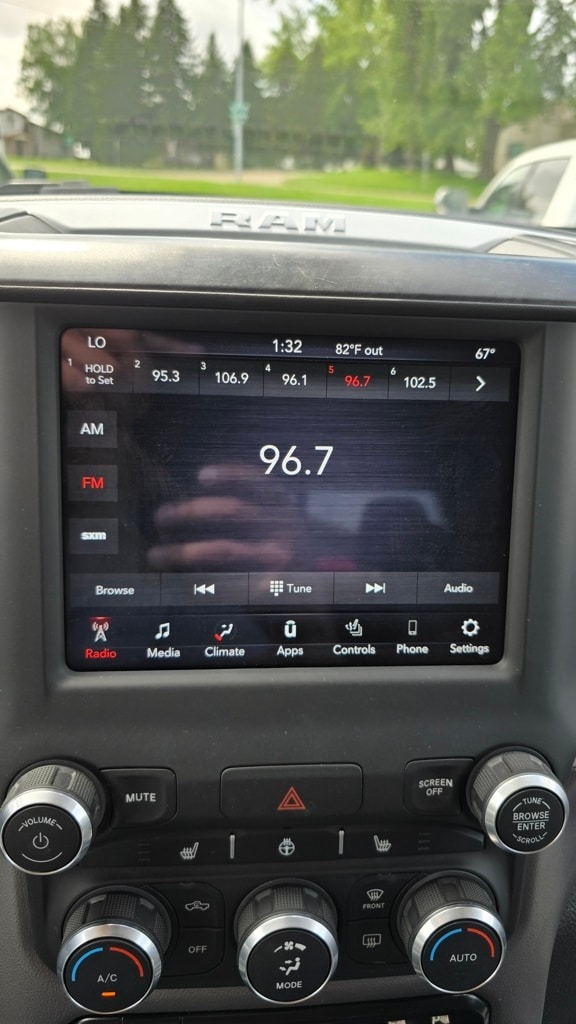 RAM
LO 1:32 82°F out 67°
1 HOLD to Set 2 95.3 3 106.9 4 96.1 5 96.7 6 102.5
AM
96.7
FM
sxm
Browse Tune Audio
Radio Media Climate Apps Controls Phone Settings
VOLUME
MUTE
SCREEN
OFF
TUNE
BROWSE
ENTER
SCROLL
A/C
OFF
MODE
FRONT
AUTO